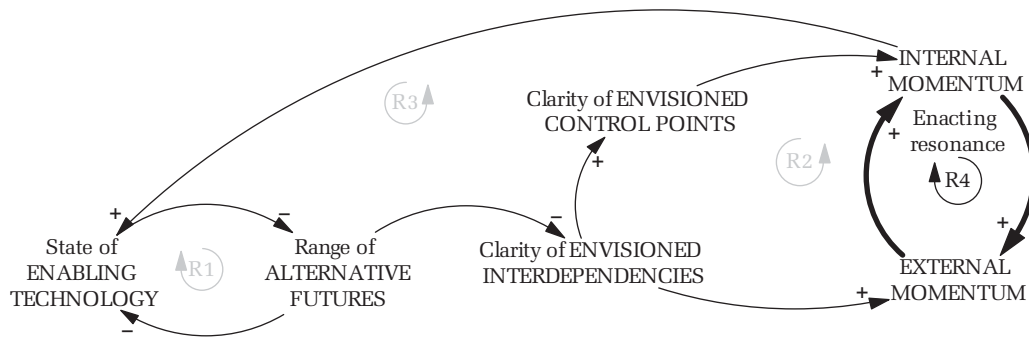 INTERNAL
MOMENTUM
+
R3
Clarity of ENVISIONED
CONTROL POINTS
+
Enacting
resonance
+
R2
R4
+
+
−
−
+
State of
ENABLING
TECHNOLOGY
R1
Range of
ALTERNATIVE
FUTURES
Clarity of ENVISIONED
INTERDEPENDENCIES
EXTERNAL
MOMENTUM
+
−